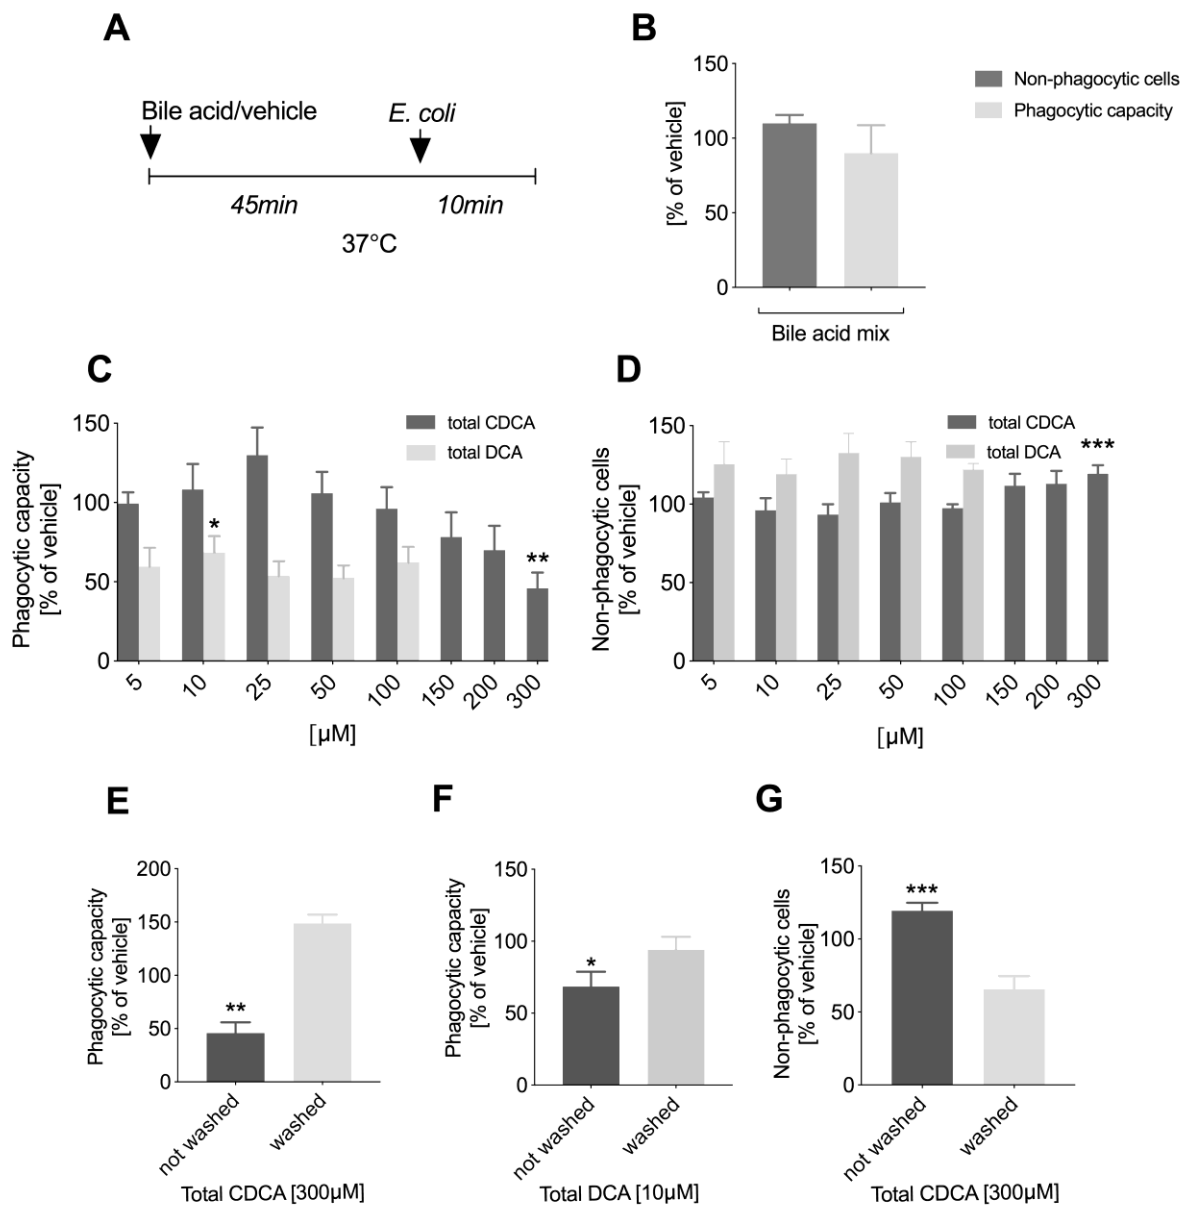 A
Bile acid/vehicle
E. coli
45min
10min
37°C
B
[% of vehicle]
150
100
50
0
Bile acid mix
Non-phagocytic cells
Phagocytic capacity
C
Phagocytic capacity
[% of vehicle]
150
100
50
0
total CDCA
total DCA
*
**
5
10
25
50
100
150
200
300
[µM]
D
Non-phagocytic cells
[% of vehicle]
150
100
50
0
total CDCA
total DCA
***
5
10
25
50
100
150
200
300
[µM]
E
Phagocytic capacity
[% of vehicle]
200
150
100
50
0
**
not washed
washed
Total CDCA [300µM]
F
Phagocytic capacity
[% of vehicle]
150
100
50
0
*
not washed
washed
Total DCA [10µM]
G
Non-phagocytic cells
[% of vehicle]
150
100
50
0
***
not washed
washed
Total CDCA [300µM]